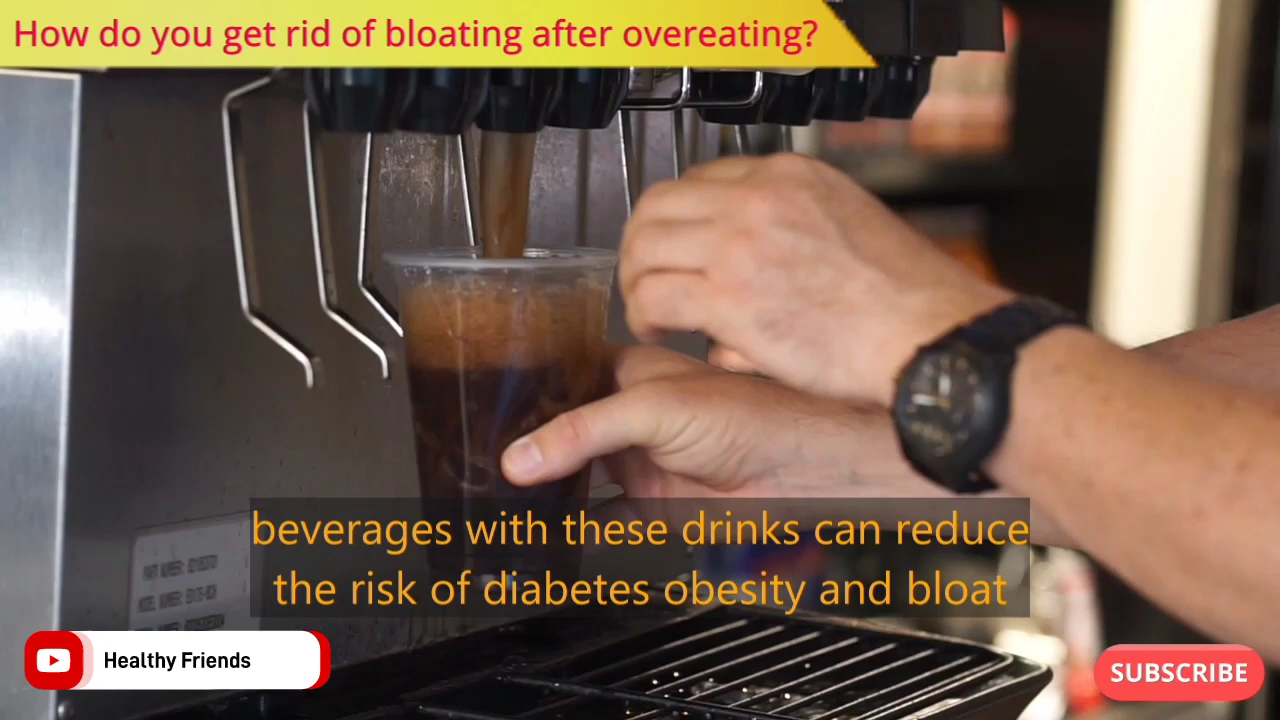 How do you get rid of bloating after overeating?
beverages with these drinks can reduce
the risk of diabetes obesity and bloat
Healthy Friends
SUBSCRIBE